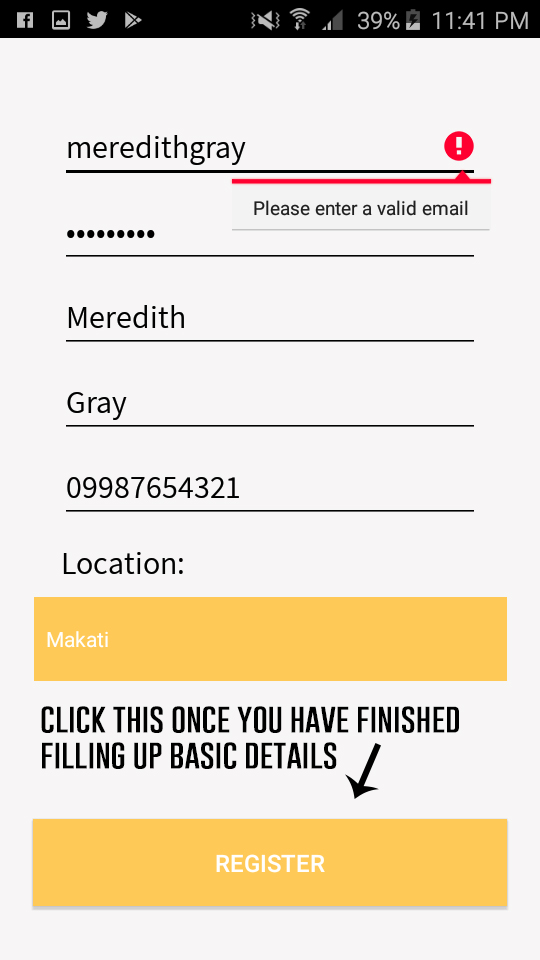 39% 11:41 PM
meredithgray
Please enter a valid email
•••••••••
Meredith
Gray
09987654321
Location:
Makati
CLICK THIS ONCE YOU HAVE FINISHED
FILLING UP BASIC DETAILS
REGISTER